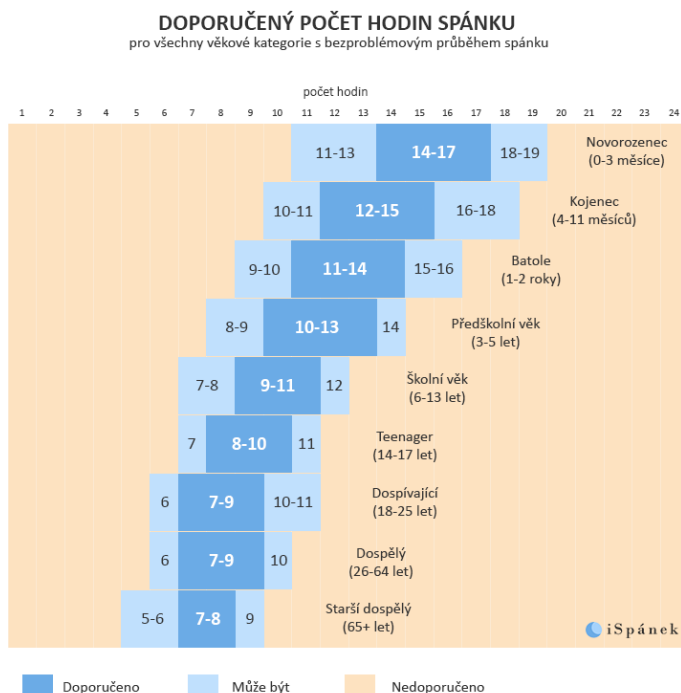 DOPORUČENÝ POČET HODIN SPÁNKU
pro všechny věkové kategorie s bezproblémovým průběhem spánku
počet hodin
1 2 3 4 5 6 7 8 9 10 11 12 13 14 15 16 17 18 19 20 21 22 23 24
11-13 14-17 18-19 Novorozenec
(0-3 měsíce)
10-11 12-15 16-18 Kojenec
(4-11 měsíců)
9-10 11-14 15-16 Batole
(1-2 roky)
8-9 10-13 14 Předškolní věk
(3-5 let)
7-8 9-11 12 Školní věk
(6-13 let)
7 8-10 11 Teenager
(14-17 let)
6 7-9 10-11 Dospívající
(18-25 let)
6 7-9 10 Dospělý
(26-64 let)
5-6 7-8 9 Starší dospělý
(65+ let)
iSpánek
Doporučeno Může být Nedoporučeno